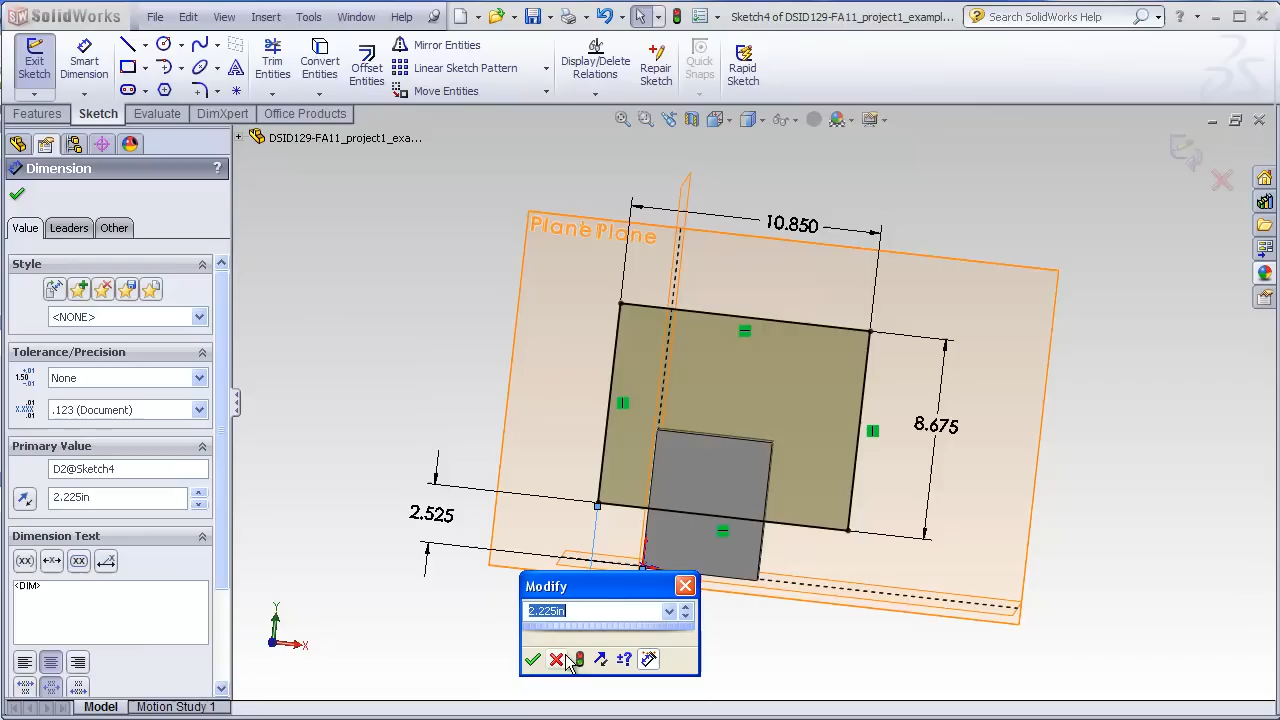 SolidWorks File Edit View Insert Tools Window Help Sketch4 of DSID129-FA11_project1_exampl... Search SolidWorks Help
Exit Sketch
Smart Dimension
Trim Entities
Convert Entities
Offset Entities
Mirror Entities
Linear Sketch Pattern
Move Entities
Display/Delete Relations
Repair Sketch
Quick Snaps
Rapid Sketch
Features Sketch Evaluate DimXpert Office Products
DSID129-FA11_project1_exa...
Dimension ?
Value Leaders Other
Style
<NONE>
Tolerance/Precision
None
.123 (Document)
Primary Value
D2@Sketch4
2.225in
Dimension Text
<DIM>
Plane Plane
10.850
8.675
2.525
Modify
2.225in
Y
X
Model Motion Study 1